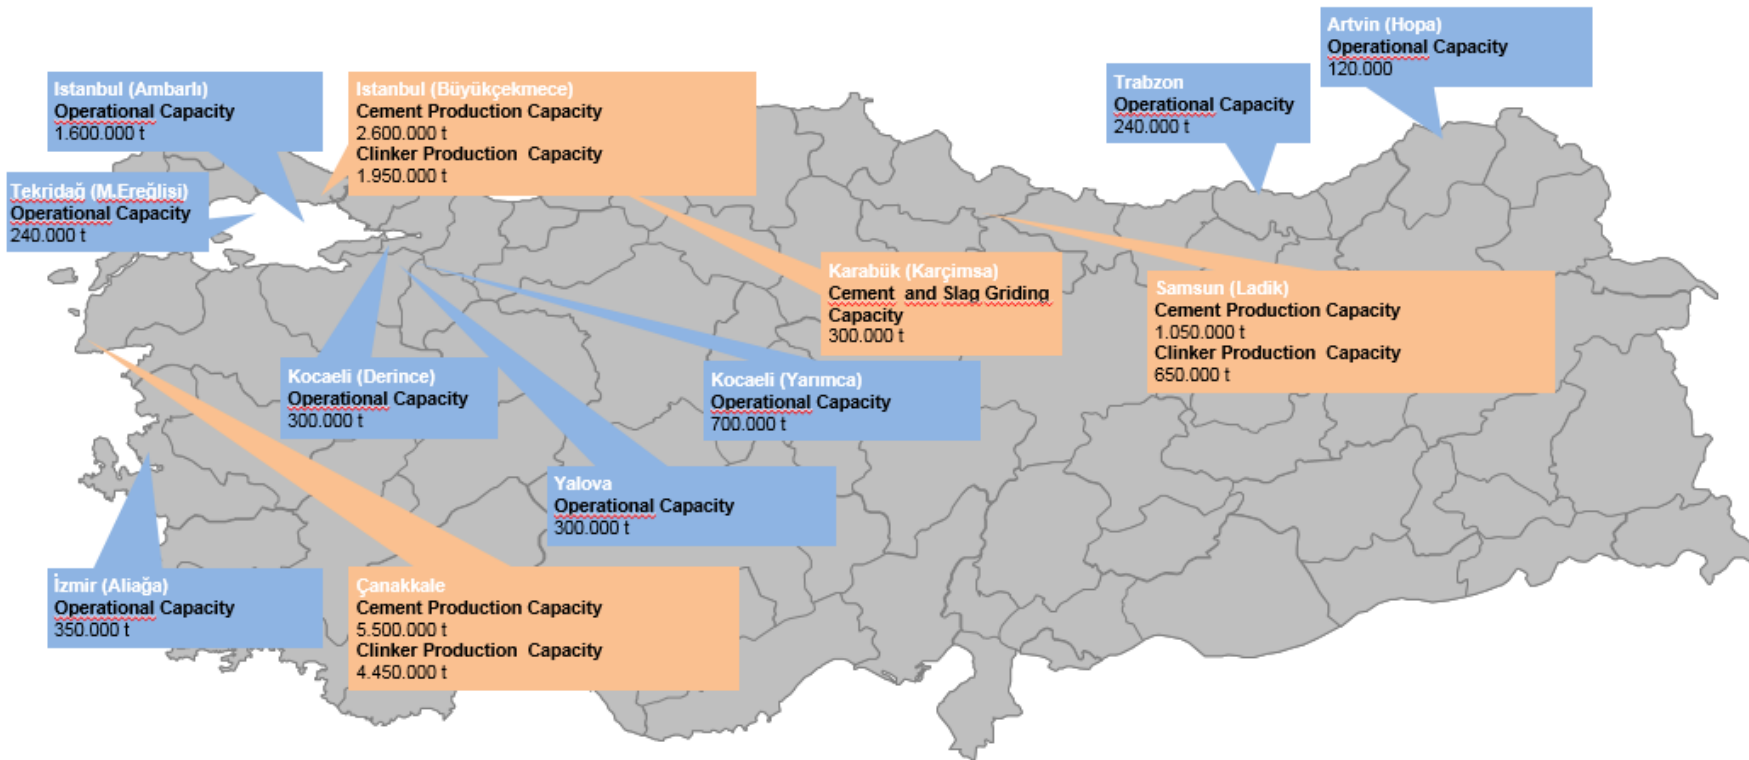 Artvin (Hopa)
Operational Capacity
120.000
Istanbul (Ambarlı)
Operational Capacity
1.600.000 t
Istanbul (Büyükçekmece)
Cement Production Capacity
2.600.000 t
Clinker Production Capacity
1.950.000 t
Trabzon
Operational Capacity
240.000 t
Tekridağ (M.Ereğlisi)
Operational Capacity
240.000 t
Karabük (Karçimsa)
Cement and Slag Griding
Capacity
300.000 t
Samsun (Ladik)
Cement Production Capacity
1.050.000 t
Clinker Production Capacity
650.000 t
Kocaeli (Derince)
Operational Capacity
300.000 t
Kocaeli (Yarımca)
Operational Capacity
700.000 t
Yalova
Operational Capacity
300.000 t
İzmir (Aliağa)
Operational Capacity
350.000 t
Çanakkale
Cement Production Capacity
5.500.000 t
Clinker Production Capacity
4.450.000 t